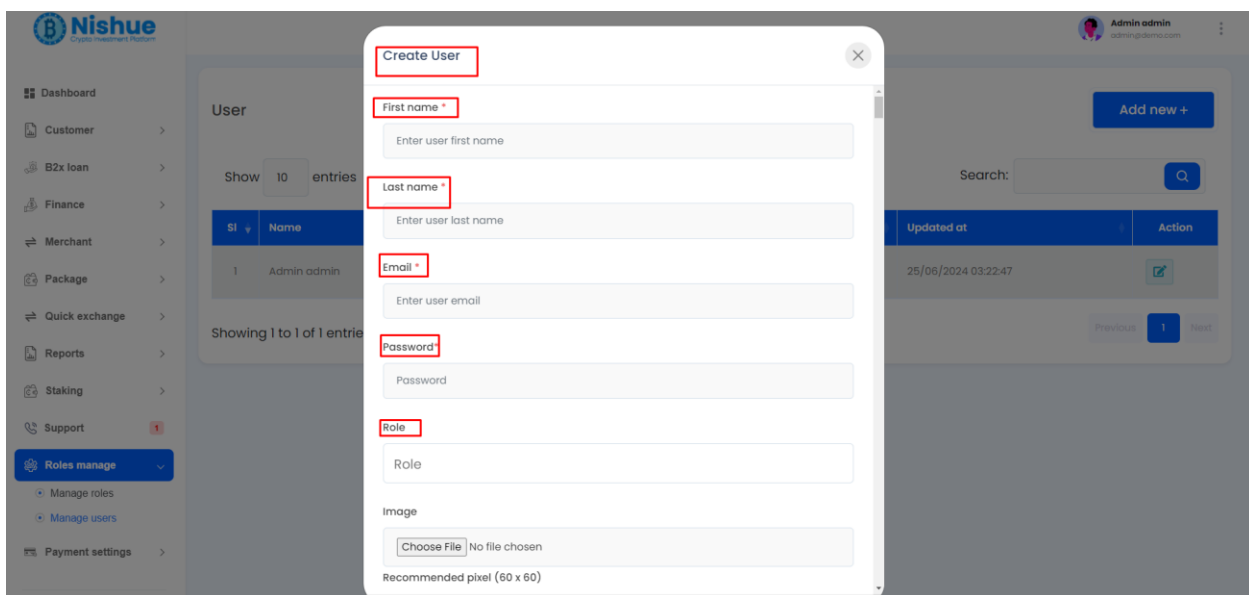 Nishue
Crypto Investment Platform
Admin admin
admin@demo.com
Dashboard
Customer
B2x loan
Finance
Merchant
Package
Quick exchange
Reports
Staking
Support 1
Roles manage
Manage roles
Manage users
Payment settings
User
Add new +
Show 10 entries
Search:
Sl Name Updated at Action
1 Admin admin 25/06/2024 03:22:47
Showing 1 to 1 of 1 entrie
Previous 1 Next
Create User
First name *
Enter user first name
Last name *
Enter user last name
Email *
Enter user email
Password*
Password
Role
Role
Image
Choose File No file chosen
Recommended pixel (60 x 60)